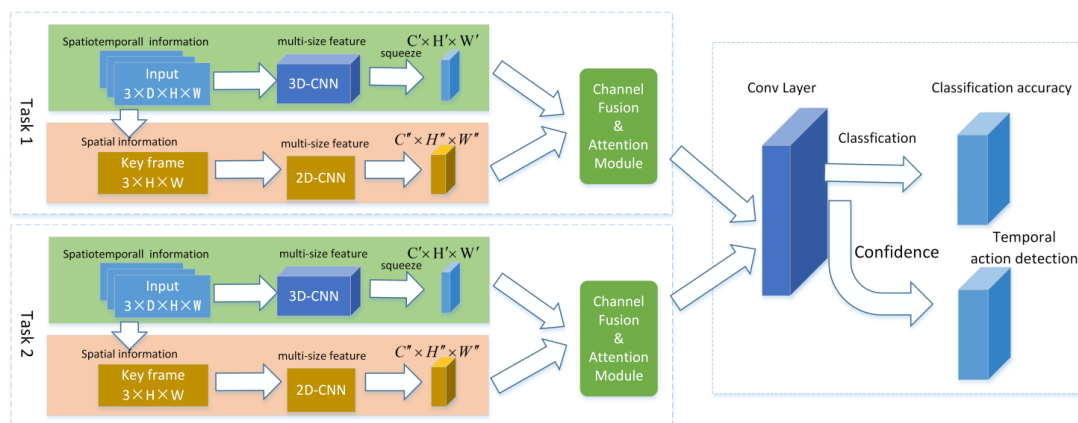 Task 1
Spatiotemporall information
multi-size feature
C′×H′×W′
squeeze
Input
3×D×H×W
3D-CNN
Spatial information
multi-size feature
C″×H″×W″
Key frame
3×H×W
2D-CNN
Channel
Fusion
&
Attention
Module
Task 2
Spatiotemporall information
multi-size feature
C′×H′×W′
squeeze
Input
3×D×H×W
3D-CNN
Spatial information
multi-size feature
C″×H″×W″
Key frame
3×H×W
2D-CNN
Channel
Fusion
&
Attention
Module
Conv Layer
Classification accuracy
Classfication
Confidence
Temporal
action detection